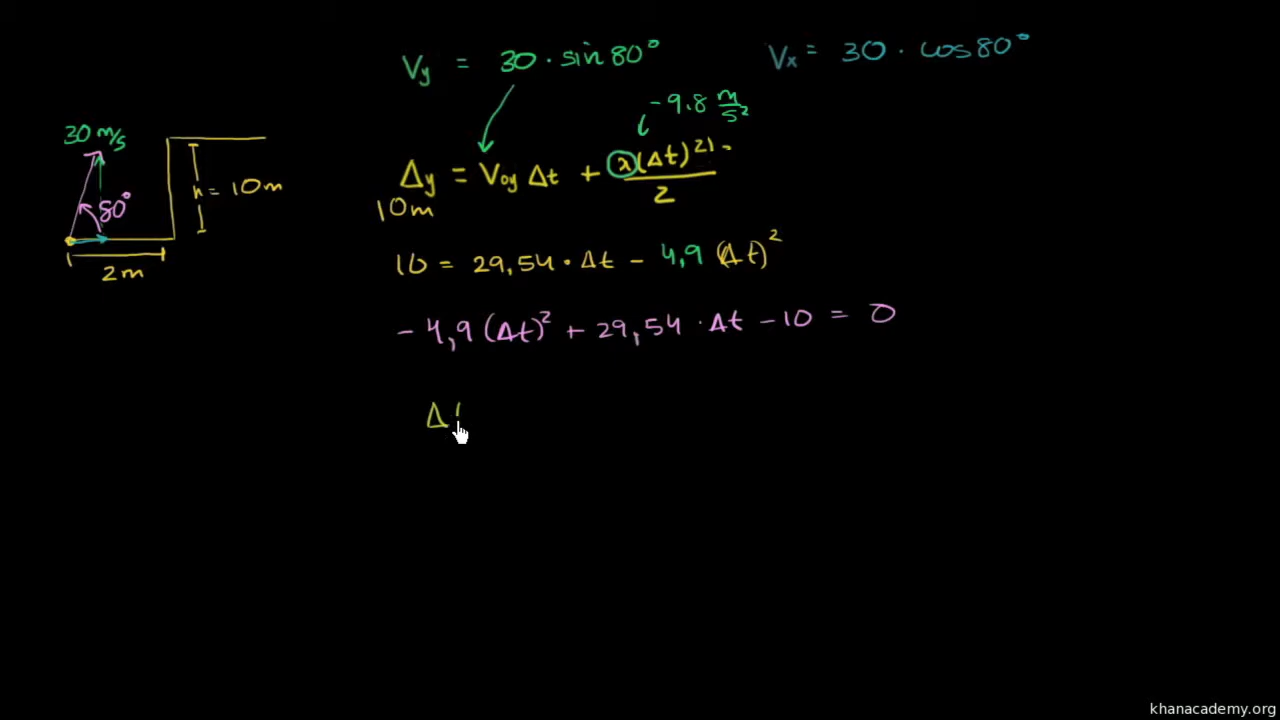 Vy = 30 · sin 80°
Vx = 30 · cos 80°
-9.8 m/s²
30 m/s
Δy = Voy Δt + a(Δt)² / 2
h = 10m
80°
10m
2m
10 = 29,54 · Δt - 4,9 (Δt)²
-4,9 (Δt)² + 29,54 · Δt - 10 = 0
Δ
khanacademy.org